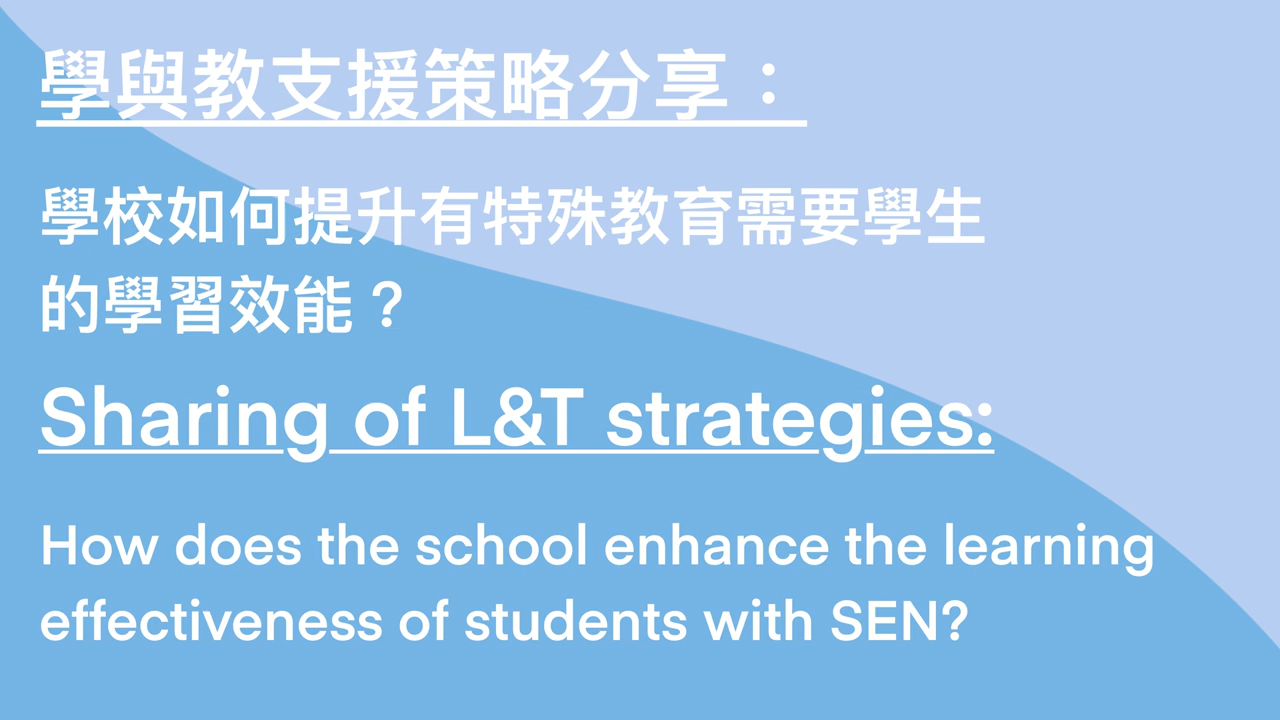 學與教支援策略分享：
學校如何提升有特殊教育需要學生
的學習效能？
Sharing of L&T strategies:
How does the school enhance the learning
effectiveness of students with SEN?